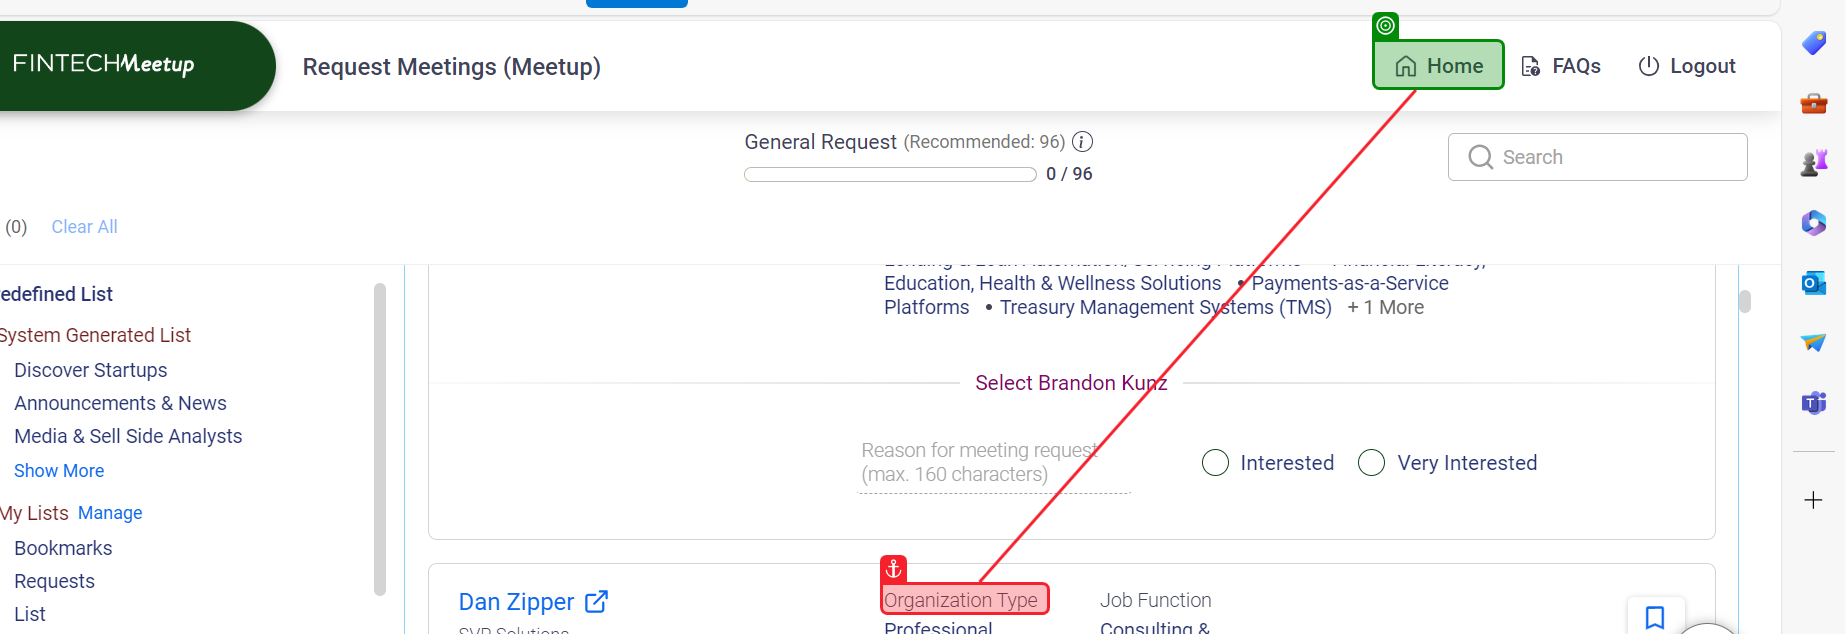 FINTECHMeetup
Request Meetings (Meetup)
Home
FAQs
Logout
General Request (Recommended: 96)
0 / 96
Search
(0) Clear All
edefined List
System Generated List
Discover Startups
Announcements & News
Media & Sell Side Analysts
Show More
My Lists Manage
Bookmarks
Requests
List
Education, Health & Wellness Solutions • Payments-as-a-Service
Platforms • Treasury Management Systems (TMS) + 1 More
Select Brandon Kunz
Reason for meeting request
(max. 160 characters)
Interested
Very Interested
Dan Zipper
SVP Solutions
Organization Type
Professional
Job Function
Consulting &